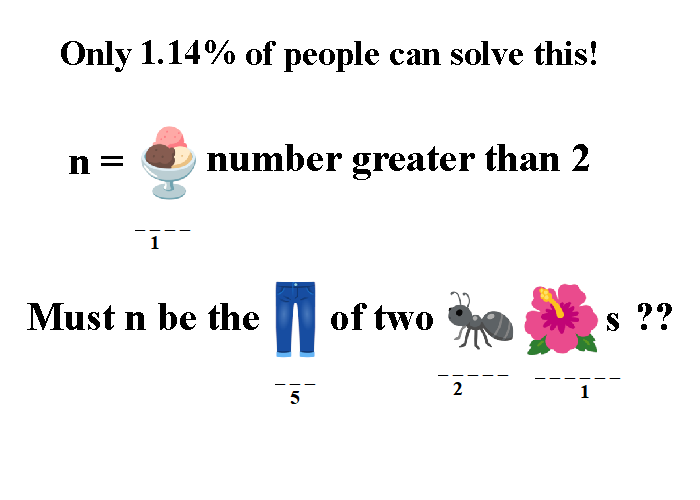 Only 1.14% of people can solve this!
n = number greater than 2
_ _ _ _
1
Must n be the of two s ??
_ _ _ _ _ _ _ _ _ _ _ _ _ _
5 2 1